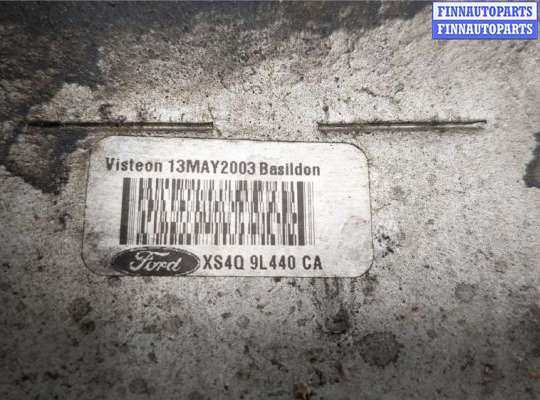 FINNAUTOPARTS
FINNAUTOPARTS
Visteon 13MAY2003 Basildon
Ford XS4Q 9L440 CA